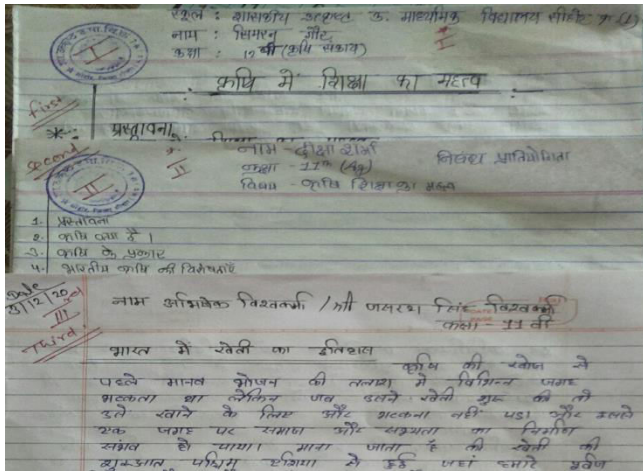 स्कूल : शासकीय उत्कृष्ट उ. माध्यमिक विद्यालय सीहोर
नाम : सिमरन गौर I
कक्षा : 12 वी (कृषि संकाय)
कृषि में शिक्षा का महत्व
First
प्रस्तावना
Second
II
नाम - दीक्षा शर्मा
कक्षा - 11th (Ag) निबंध प्रतियोगिता
विषय - कृषि शिक्षा का महत्व
1. प्रस्तावना
2. कृषि क्या है ।
3. कृषि के प्रकार
4. भारतीय कृषि की विशेषताएँ
Date
III
Third
नाम अभिषेक विश्वकर्मा / श्री जसरथ सिंह विश्वकर्मा
कक्षा - 11 वी
भारत में खेती का इतिहास
कृषि की खोज से
पहले मानव भोजन की तलाश में विभिन्न जगह
भटकता था लेकिन जब उसने खेती शुरू की तो
उसे खाने के लिए और भटकना नहीं पडा और उसने
एक जगह पर समाज और सभ्यता का निर्माण
संभव हो पाया। माना जाता है की खेती की
शुरुआत पश्चिम एशिया से हुई जहां हमारे पूर्वज